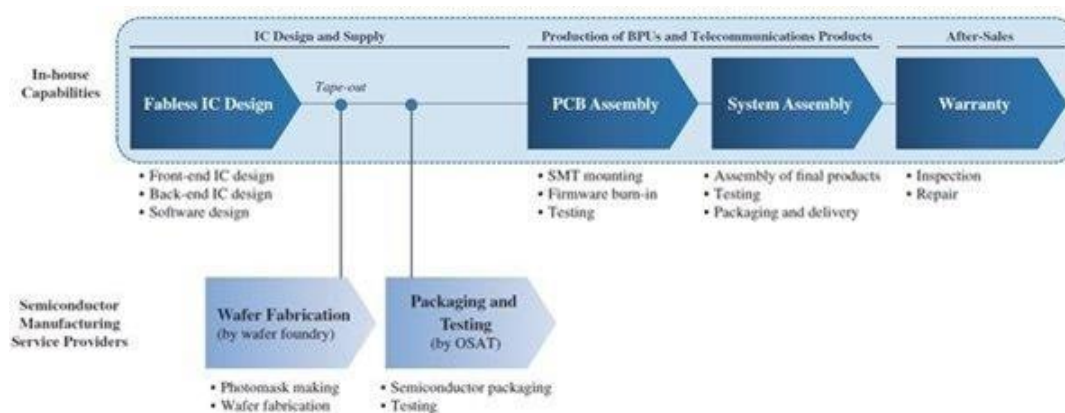 IC Design and Supply
Production of BPUs and Telecommunications Products
After-Sales
In-house
Capabilities
Fabless IC Design
Tape-out
PCB Assembly
System Assembly
Warranty
• Front-end IC design
• Back-end IC design
• Software design
• SMT mounting
• Firmware burn-in
• Testing
• Assembly of final products
• Testing
• Packaging and delivery
• Inspection
• Repair
Semiconductor
Manufacturing
Service Providers
Wafer Fabrication
(by wafer foundry)
Packaging and
Testing
(by OSAT)
• Photomask making
• Wafer fabrication
• Semiconductor packaging
• Testing